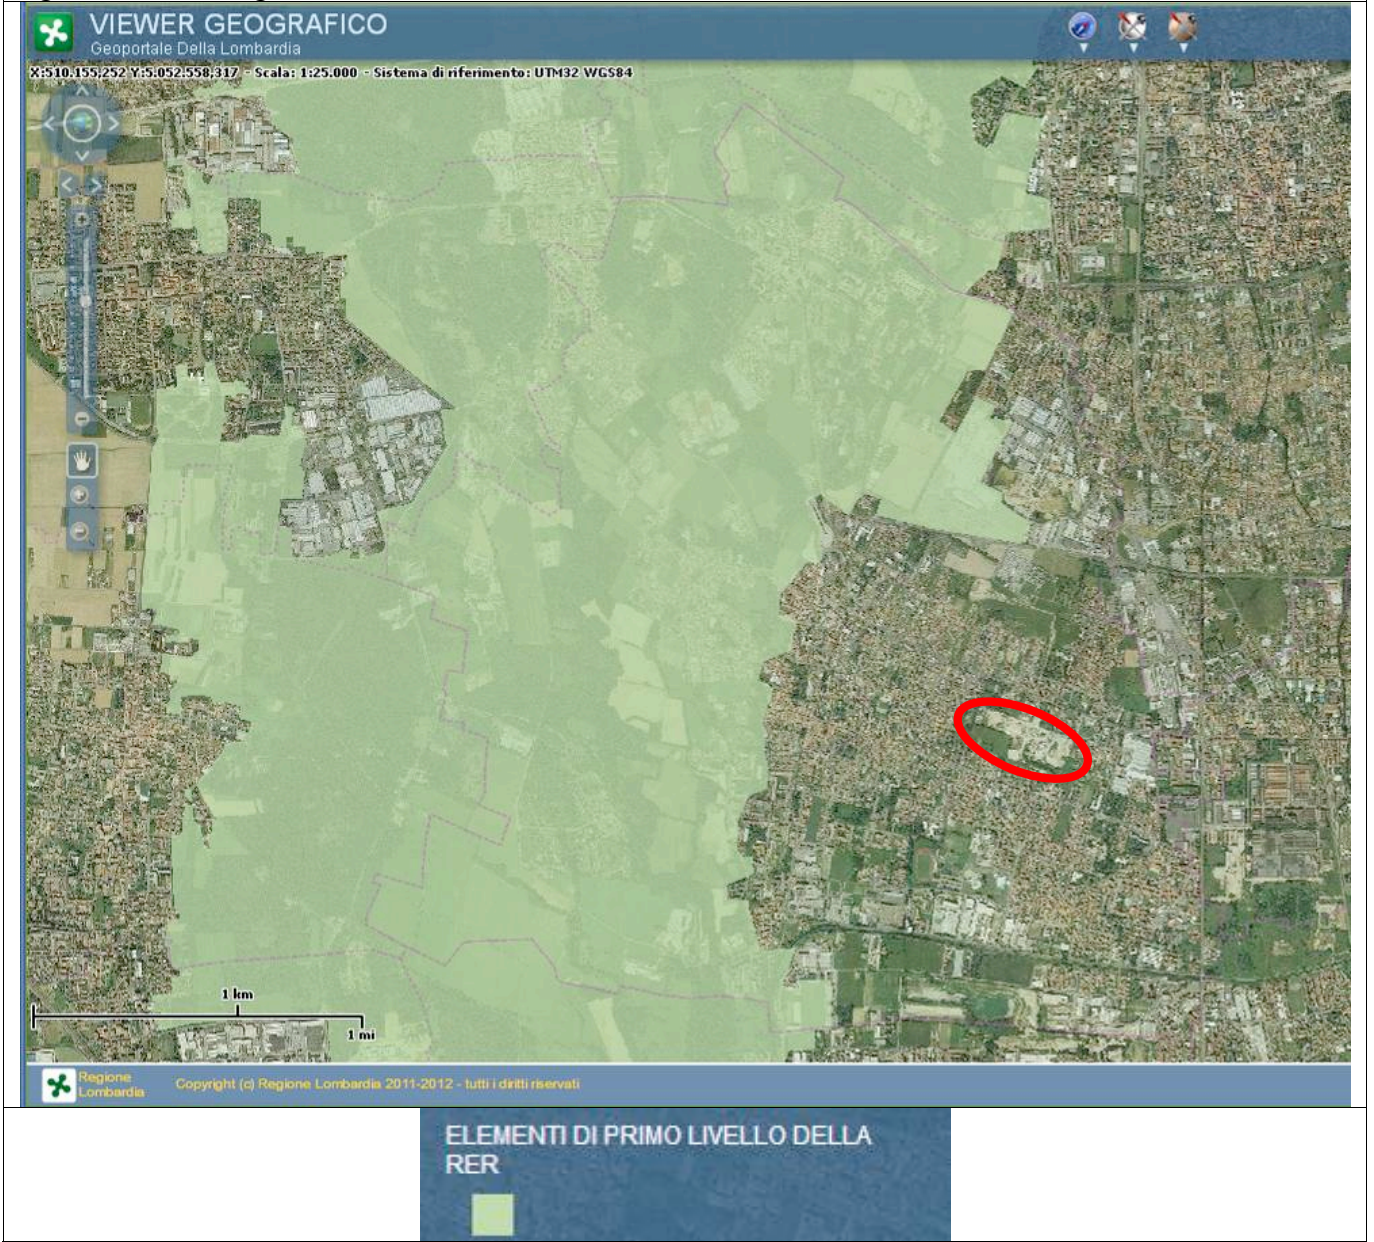 VIEWER GEOGRAFICO
Geoportale Della Lombardia
X:510.155,252 Y:5.052.558,317 - Scala: 1:25.000 - Sistema di riferimento: UTM32 WGS84
1 km
1 mi
Regione
Lombardia
Copyright (c) Regione Lombardia 2011-2012 - tutti i diritti riservati
ELEMENTI DI PRIMO LIVELLO DELLA
RER